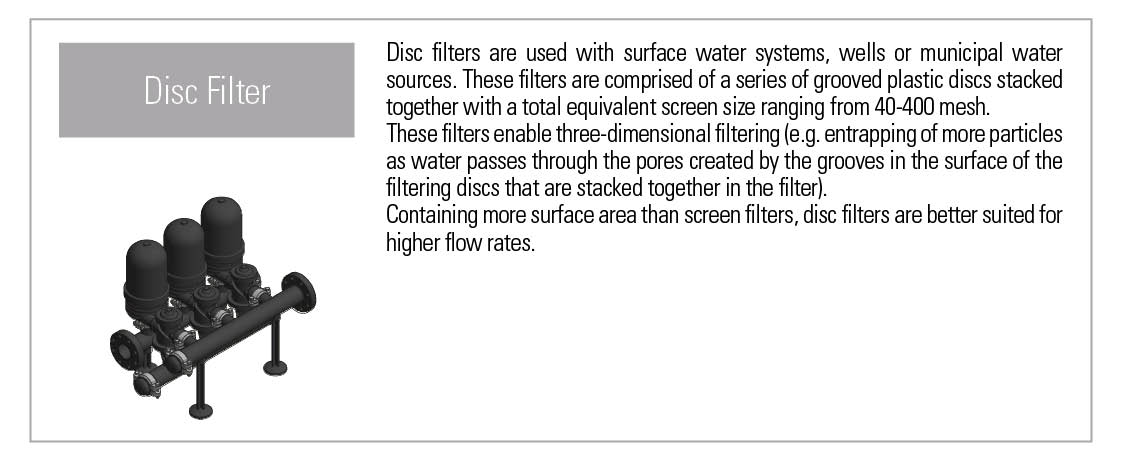 Disc Filter
Disc filters are used with surface water systems, wells or municipal water
sources. These filters are comprised of a series of grooved plastic discs stacked
together with a total equivalent screen size ranging from 40-400 mesh.
These filters enable three-dimensional filtering (e.g. entrapping of more particles
as water passes through the pores created by the grooves in the surface of the
filtering discs that are stacked together in the filter).
Containing more surface area than screen filters, disc filters are better suited for
higher flow rates.